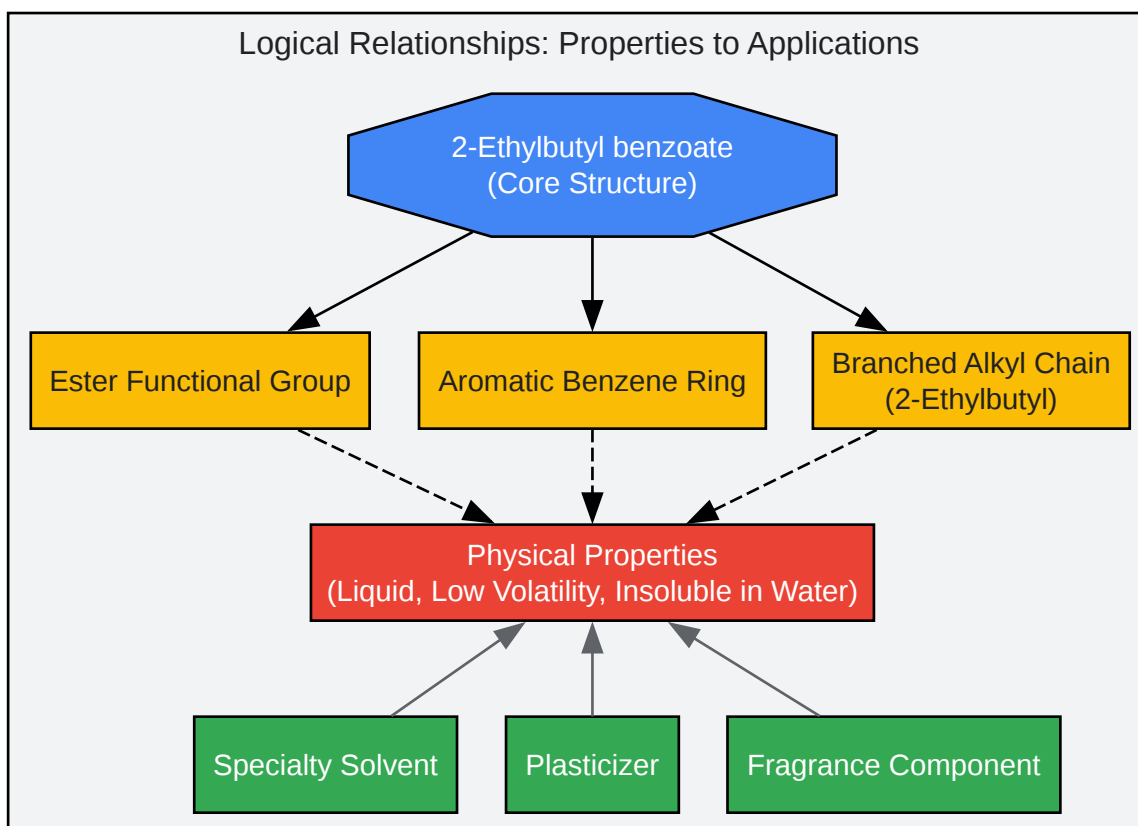 Logical Relationships: Properties to Applications
2-Ethylbutyl benzoate
(Core Structure)
Ester Functional Group
Aromatic Benzene Ring
Branched Alkyl Chain
(2-Ethylbutyl)
Physical Properties
(Liquid, Low Volatility, Insoluble in Water)
Specialty Solvent
Plasticizer
Fragrance Component